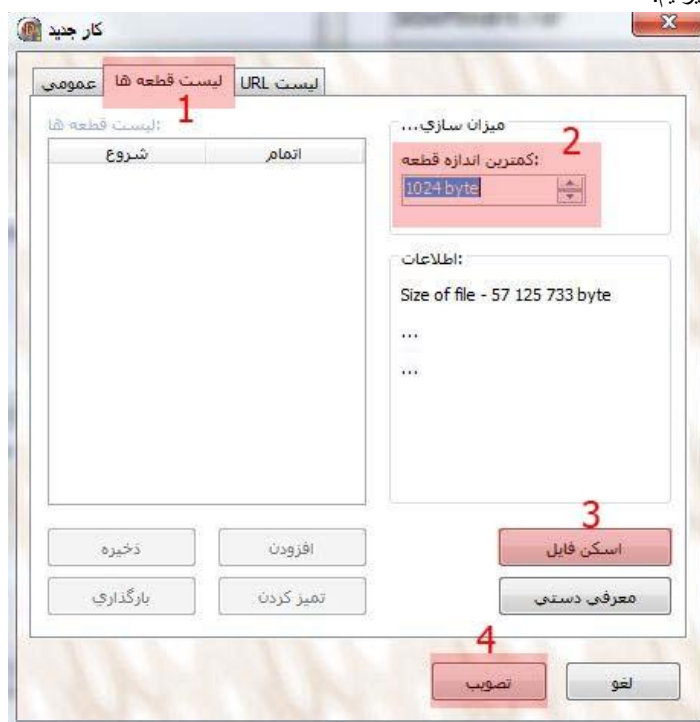 کار جدید
عمومی
لیست قطعه ها
لیست URL
1
لیست قطعه ها:
شروع
اتمام
میزان سازي...
2
کمترین اندازه قطعه:
1024 byte
اطلاعات:
Size of file - 57 125 733 byte
...
...
3
ذخیره
افزودن
اسکن فایل
بارگذاري
تمیز کردن
معرفی دستی
4
تصویب
لغو